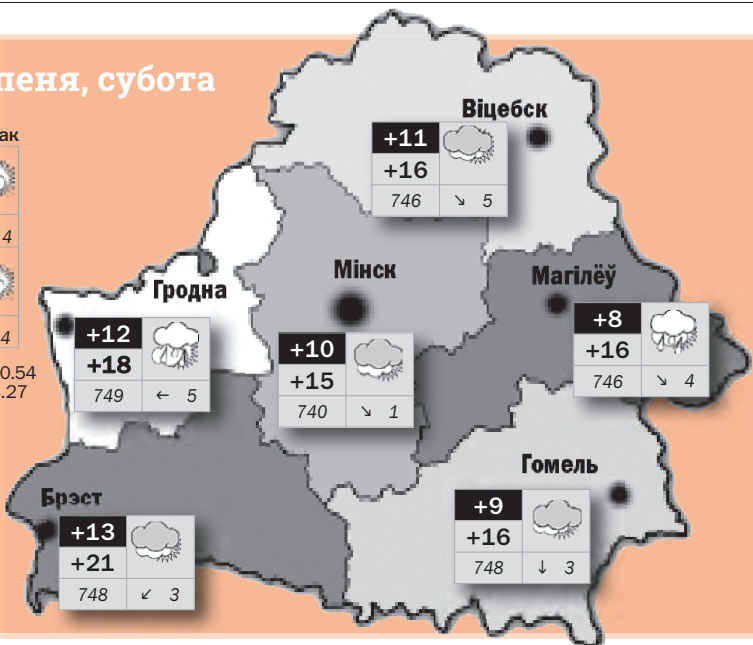 пеня, субота
ак
4
4
0.54
.27
Віцебск
+11
+16
746 ↘ 5
Мінск
+10
+15
740 ↘ 1
Магілёў
+8
+16
746 ↘ 4
Гродна
+12
+18
749 ← 5
Гомель
+9
+16
748 ↓ 3
Брэст
+13
+21
748 ↙ 3